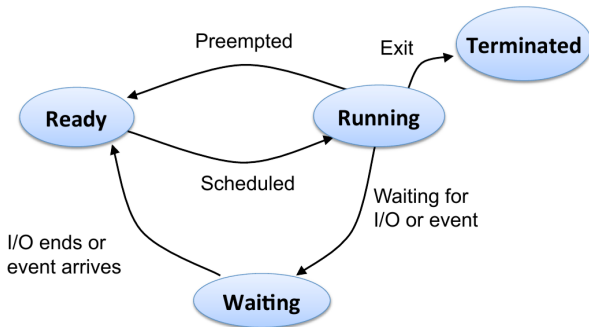 Preempted
Exit
Terminated
Ready
Running
Scheduled
Waiting for
I/O or event
I/O ends or
event arrives
Waiting